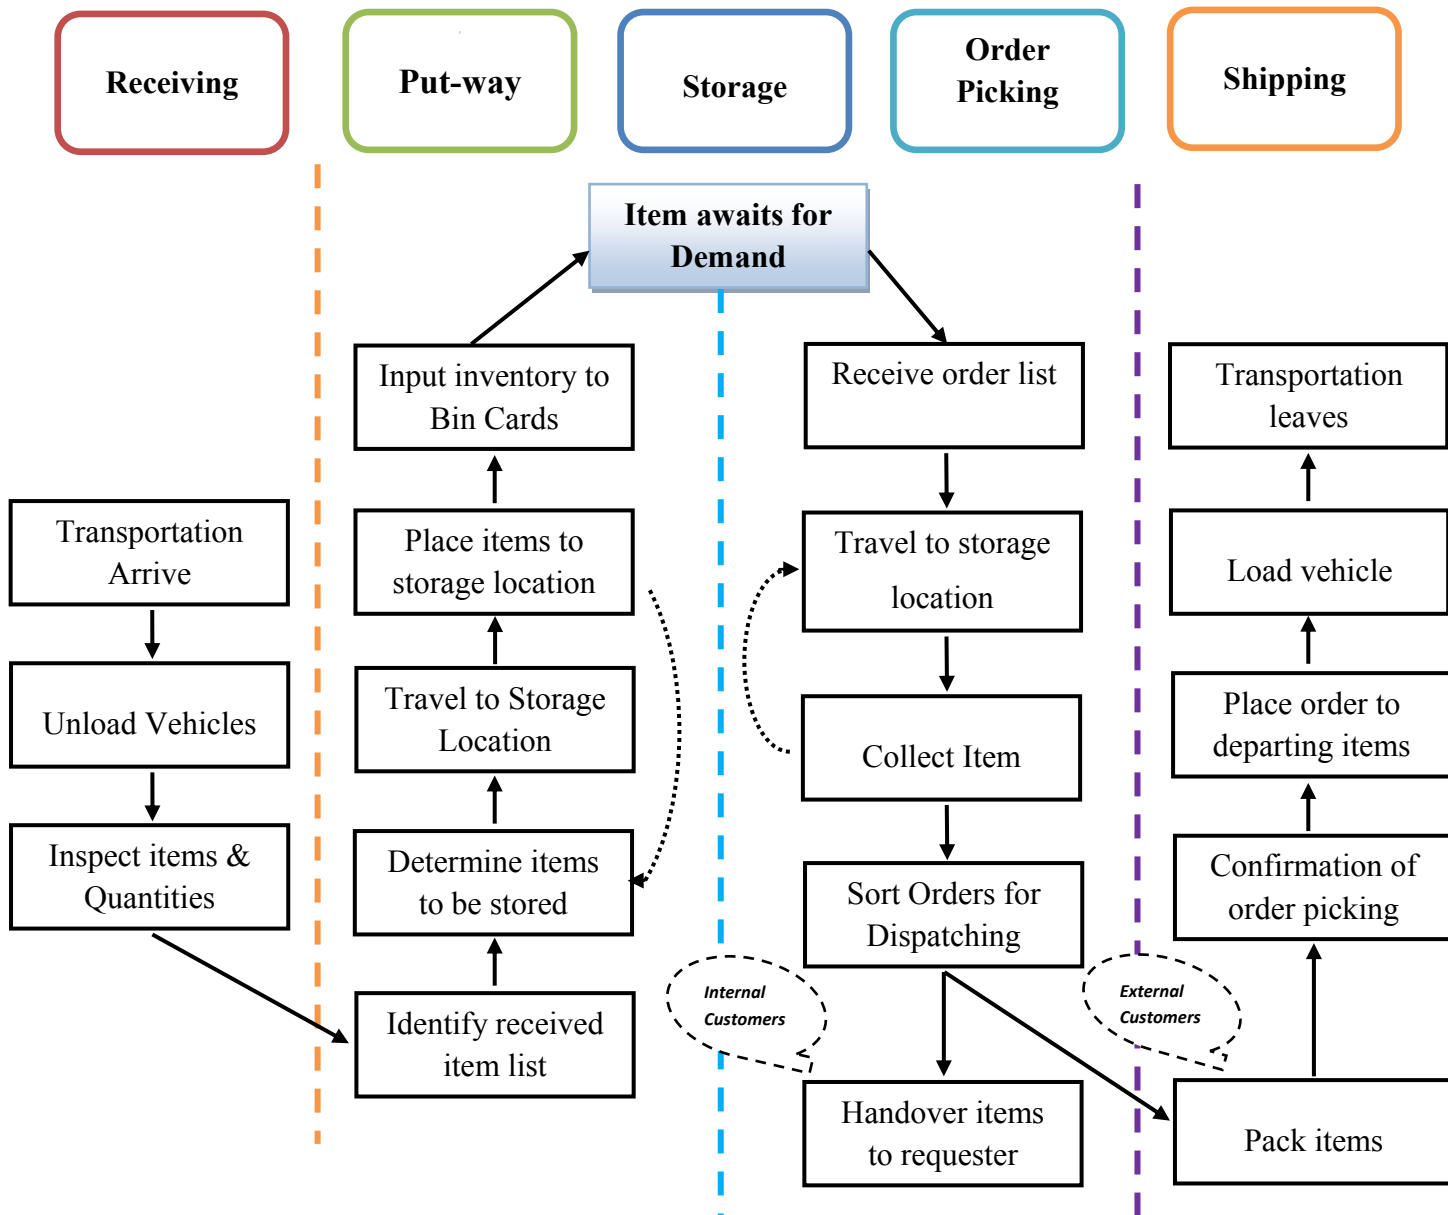 Receiving
Put-way
Storage
Order
Picking
Shipping
Item awaits for
Demand
Transportation
Arrive
Unload Vehicles
Inspect items &
Quantities
Input inventory to
Bin Cards
Place items to
storage location
Travel to Storage
Location
Determine items
to be stored
Identify received
item list
Receive order list
Travel to storage
location
Collect Item
Sort Orders for
Dispatching
Internal
Customers
Handover items
to requester
External
Customers
Transportation
leaves
Load vehicle
Place order to
departing items
Confirmation of
order picking
Pack items